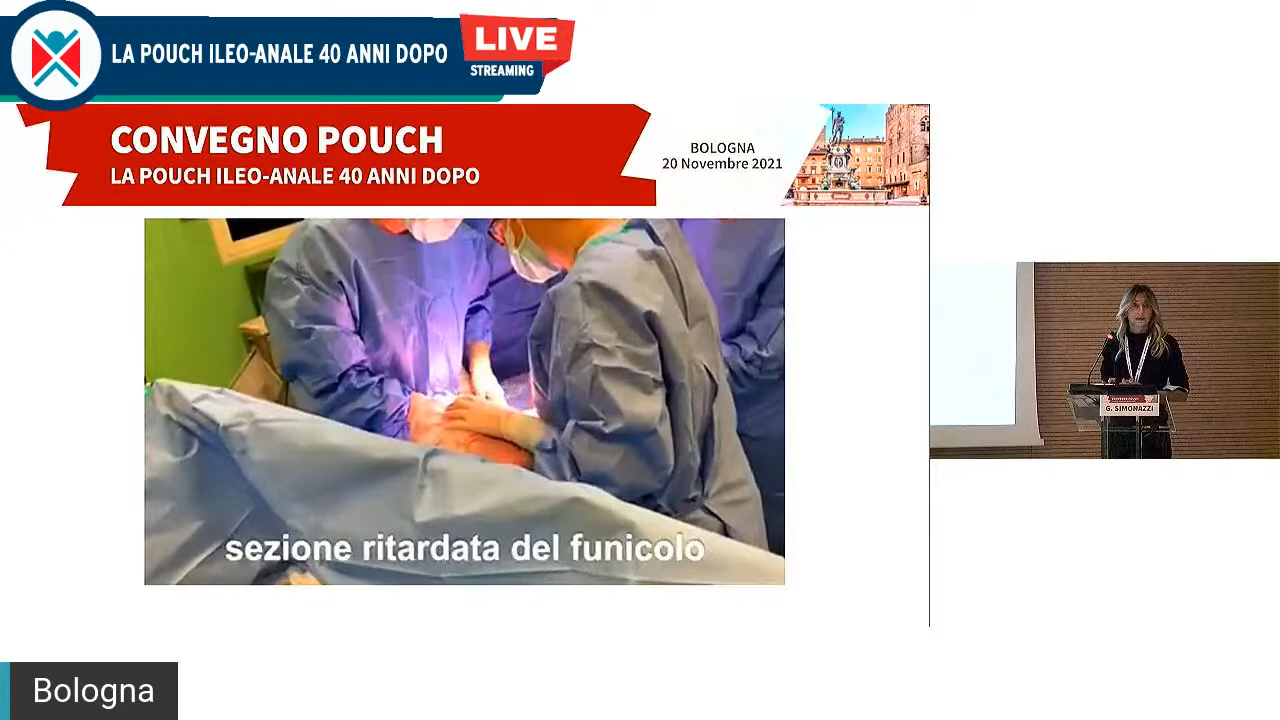 LA POUCH ILEO-ANALE 40 ANNI DOPO
LIVE
STREAMING
CONVEGNO POUCH
LA POUCH ILEO-ANALE 40 ANNI DOPO
BOLOGNA
20 Novembre 2021
G. SIMONAZZI
sezione ritardata del funicolo
Bologna